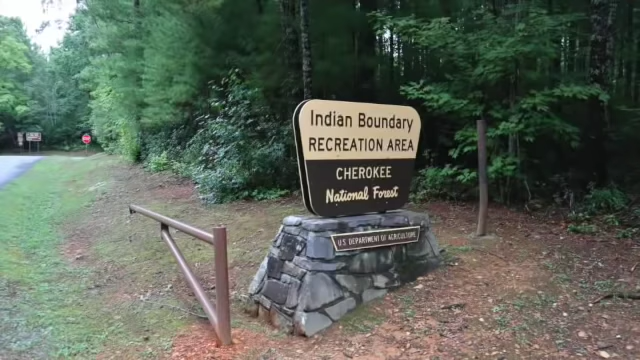 Indian Boundary
RECREATION AREA
CHEROKEE
National Forest
U.S. DEPARTMENT OF AGRICULTURE